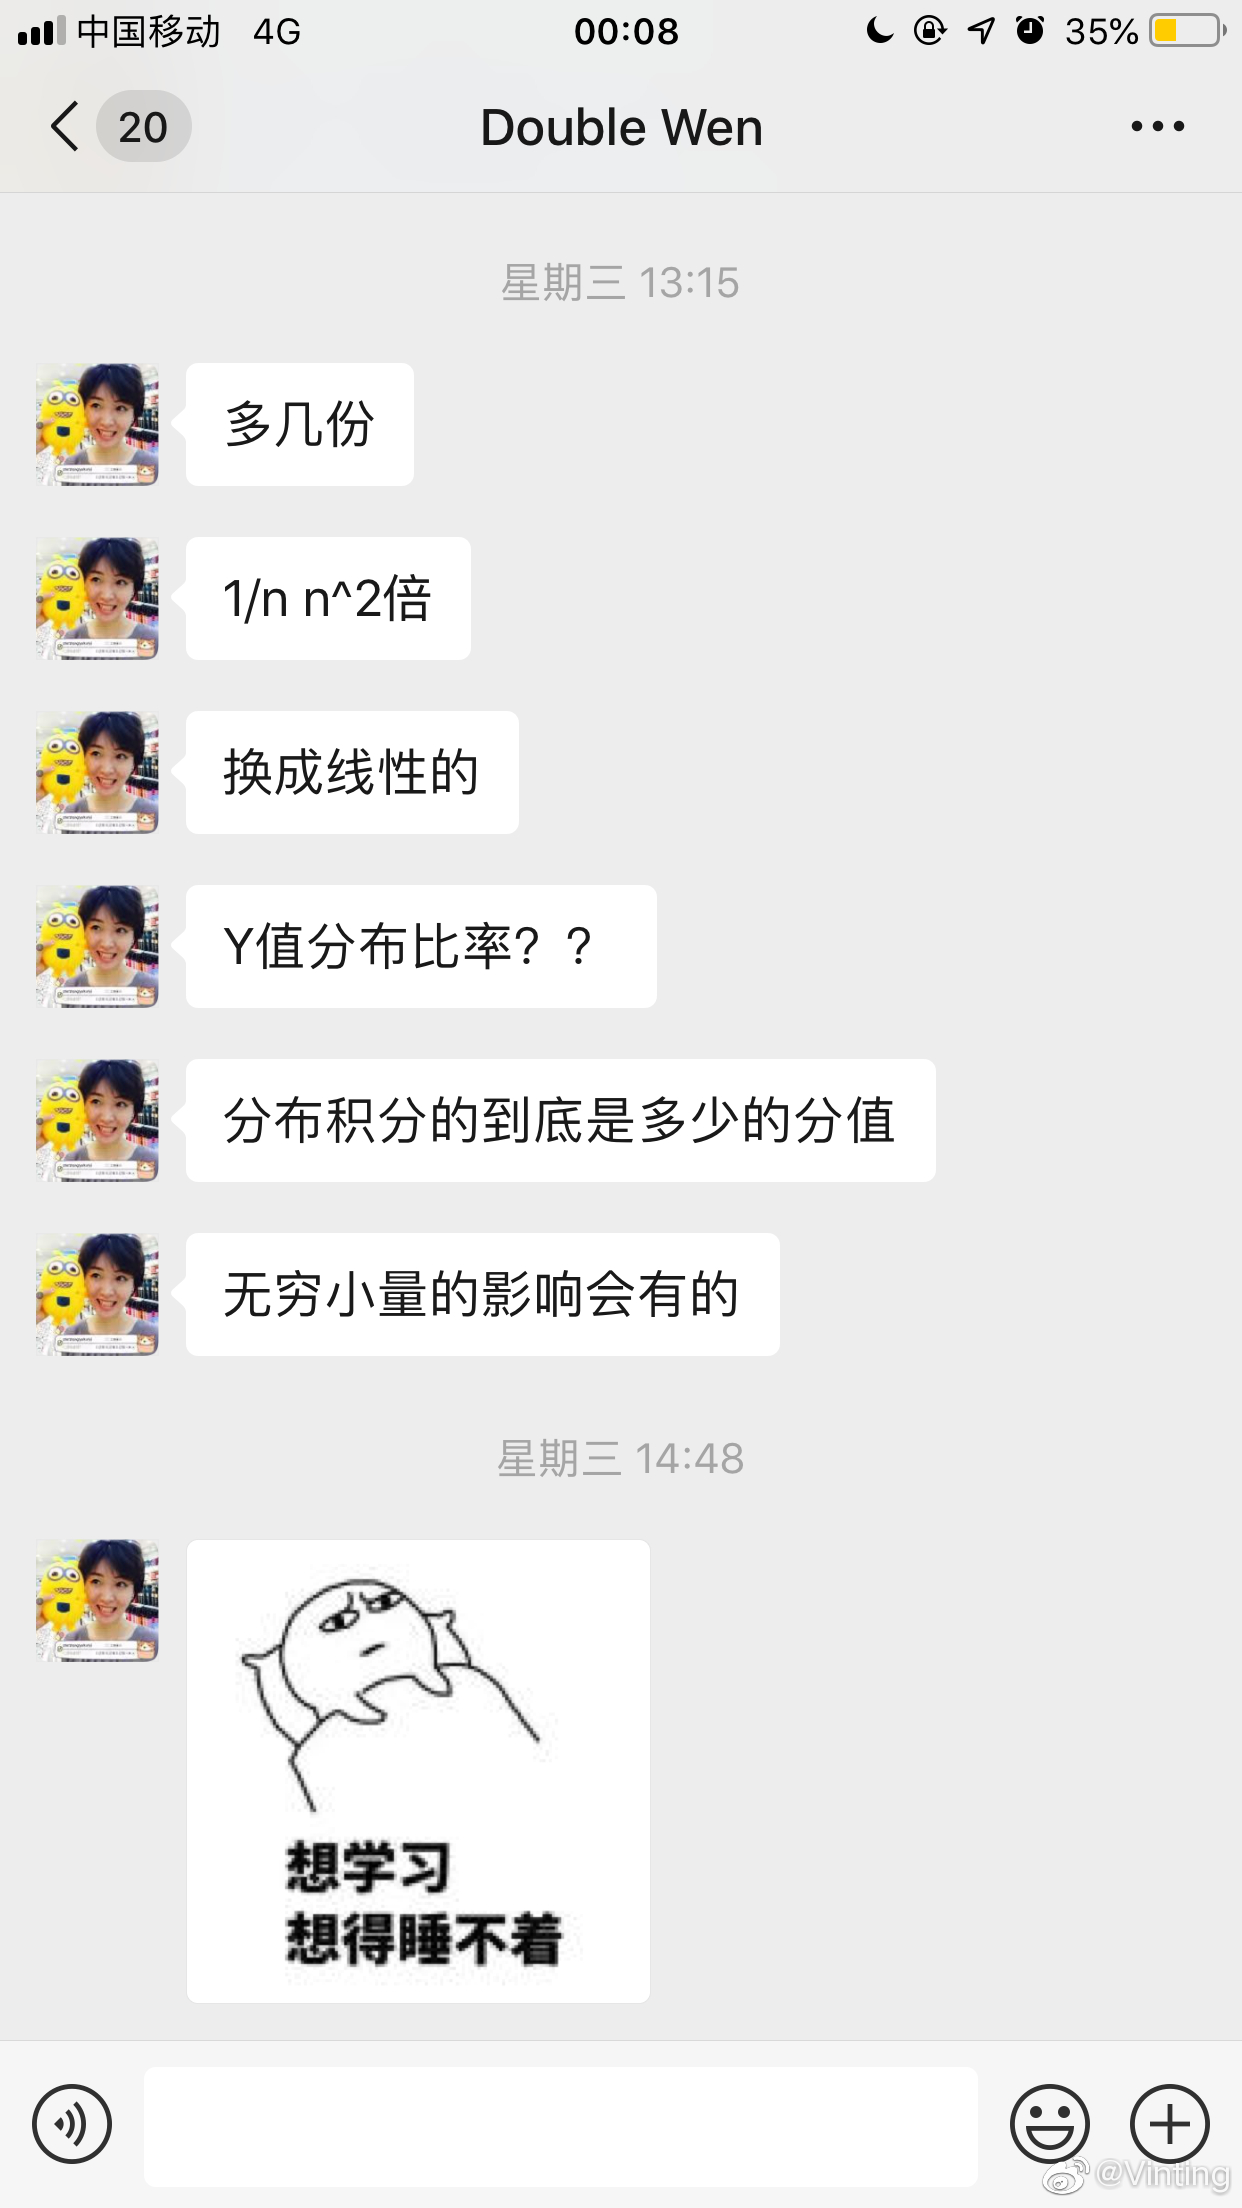 中国移动 4G 00:08 35%
20 Double Wen
星期三 13:15
多几份
1/n n^2倍
换成线性的
Y值分布比率？？
分布积分的到底是多少的分值
无穷小量的影响会有的
星期三 14:48
想学习
想得睡不着
@Vinting